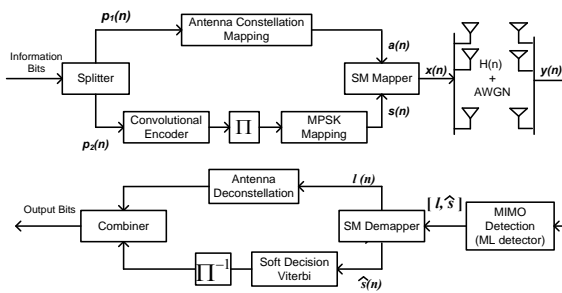 p₁(n)
Antenna Constellation
Mapping
a(n)
Information
Bits
Splitter
SM Mapper
x(n)
H(n)
+
AWGN
y(n)
s(n)
Convolutional
Encoder
Π
MPSK
Mapping
p₂(n)
Antenna
Deconstellation
l(n)
Output Bits
Combiner
SM Demapper
[l, ŝ]
MIMO
Detection
(ML detector)
Π⁻¹
Soft Decision
Viterbi
ŝ(n)